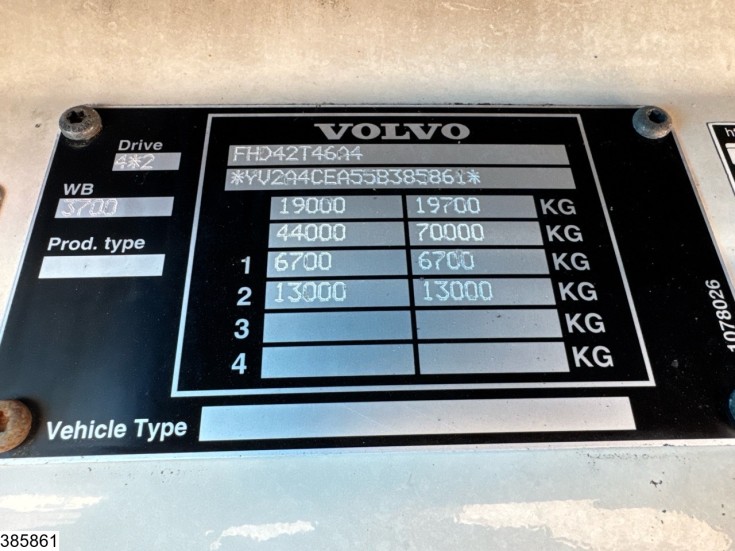 VOLVO
Drive
4*2
FHD42T46A4
*YV2A4CEA55B385861*
WB
3700
19000 19700 KG
44000 70000 KG
Prod. type
1 6700 6700 KG
2 13000 13000 KG
3 KG
4 KG
Vehicle Type
1078026
385861